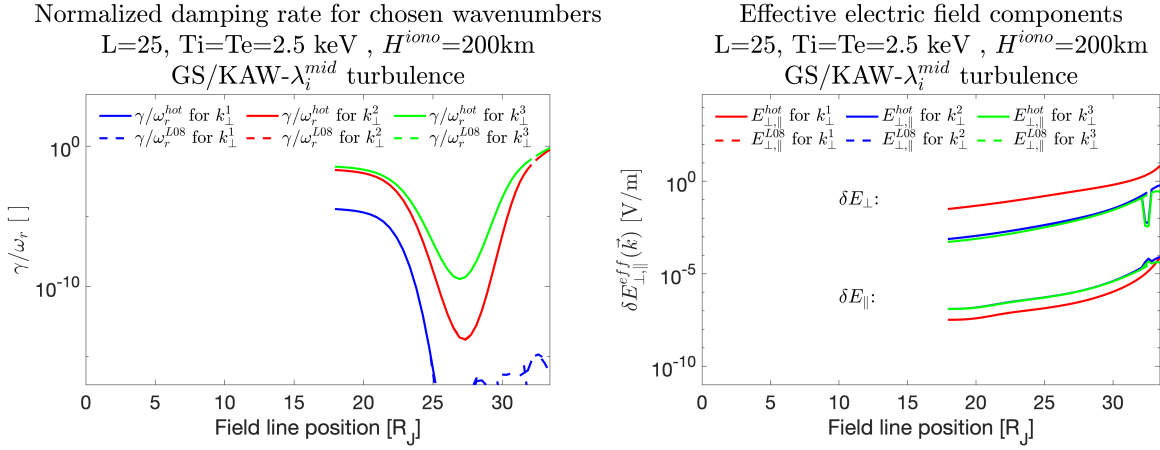 Normalized damping rate for chosen wavenumbers
L=25, Ti=Te=2.5 keV , H^{iono}=200km
GS/KAW-λ_i^{mid} turbulence
γ/ω_r^{hot} for k_⊥^1 γ/ω_r^{hot} for k_⊥^2 γ/ω_r^{hot} for k_⊥^3
γ/ω_r^{L08} for k_⊥^1 γ/ω_r^{L08} for k_⊥^2 γ/ω_r^{L08} for k_⊥^3
10^0
10^{-10}
γ/ω_r [ ]
0 5 10 15 20 25 30
Field line position [R_J]
Effective electric field components
L=25, Ti=Te=2.5 keV , H^{iono}=200km
GS/KAW-λ_i^{mid} turbulence
E_{⊥,∥}^{hot} for k_⊥^1 E_{⊥,∥}^{hot} for k_⊥^2 E_{⊥,∥}^{hot} for k_⊥^3
E_{⊥,∥}^{L08} for k_⊥^1 E_{⊥,∥}^{L08} for k_⊥^2 E_{⊥,∥}^{L08} for k_⊥^3
10^0
10^{-5}
10^{-10}
δE_⊥:
δE_∥:
δE_{⊥,∥}^{eff}(\vec{k}) [V/m]
0 5 10 15 20 25 30
Field line position [R_J]